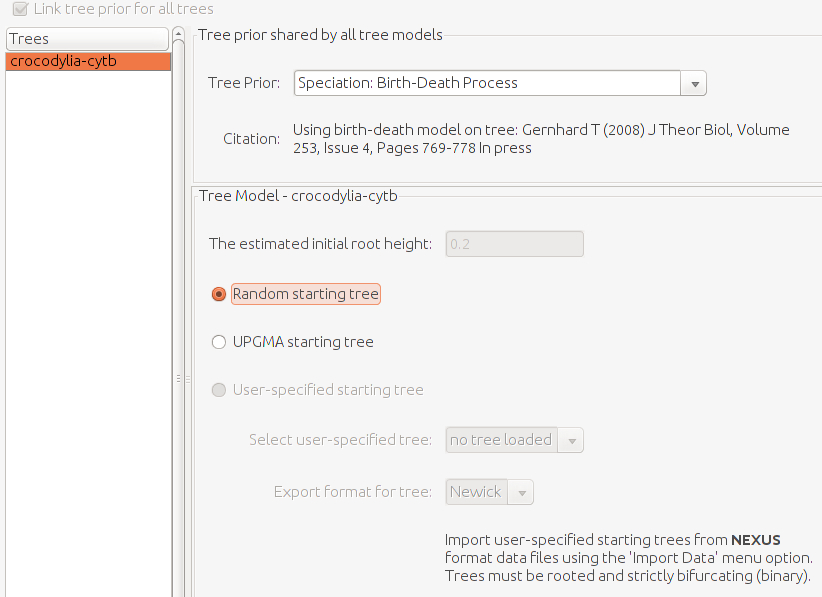 Link tree prior for all trees
Trees
crocodylia-cytb
Tree prior shared by all tree models
Tree Prior: Speciation: Birth-Death Process
Citation: Using birth-death model on tree: Gernhard T (2008) J Theor Biol, Volume
253, Issue 4, Pages 769-778 In press
Tree Model - crocodylia-cytb
The estimated initial root height: 0.2
Random starting tree
UPGMA starting tree
User-specified starting tree
Select user-specified tree: no tree loaded
Export format for tree: Newick
Import user-specified starting trees from NEXUS
format data files using the 'Import Data' menu option.
Trees must be rooted and strictly bifurcating (binary).